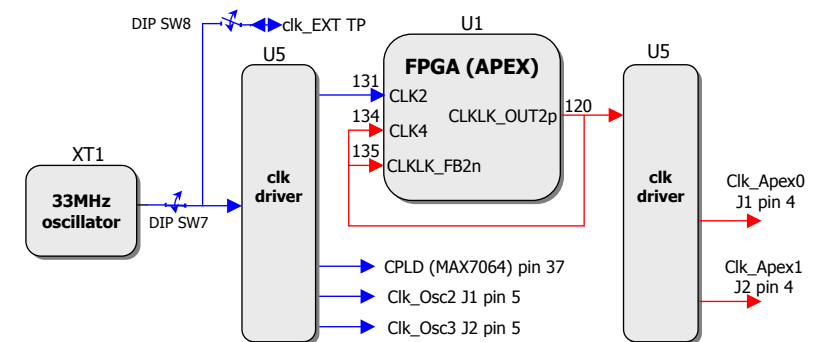 DIP SW8
clk_EXT TP
U5
U1
U5
FPGA (APEX)
131
CLK2
134
CLK4
CLKLK_OUT2p
120
135
CLKLK_FB2n
XT1
33MHz
oscillator
DIP SW7
clk
driver
clk
driver
Clk_Apex0
J1 pin 4
Clk_Apex1
J2 pin 4
CPLD (MAX7064) pin 37
Clk_Osc2 J1 pin 5
Clk_Osc3 J2 pin 5